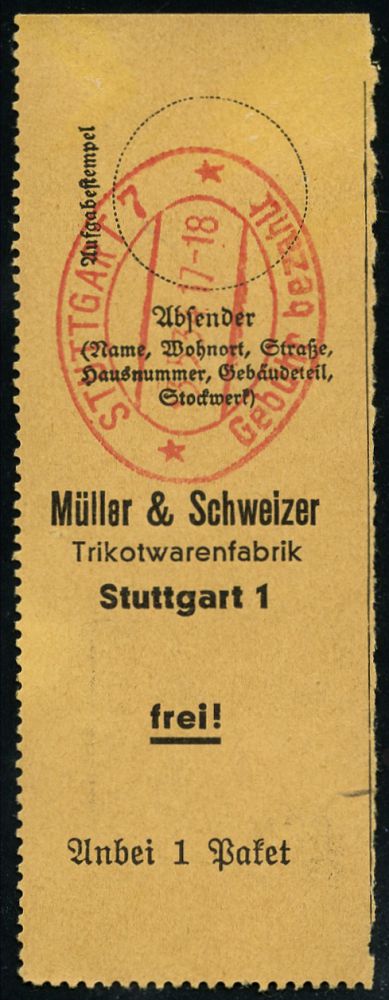 Aufgabestempel
STUTTGART 7
Gebühr bezahlt
17-18
Absender
(Name, Wohnort, Straße,
Hausnummer, Gebäudeteil,
Stockwerk)
Müller & Schweizer
Trikotwarenfabrik
Stuttgart 1
frei!
Anbei 1 Paket